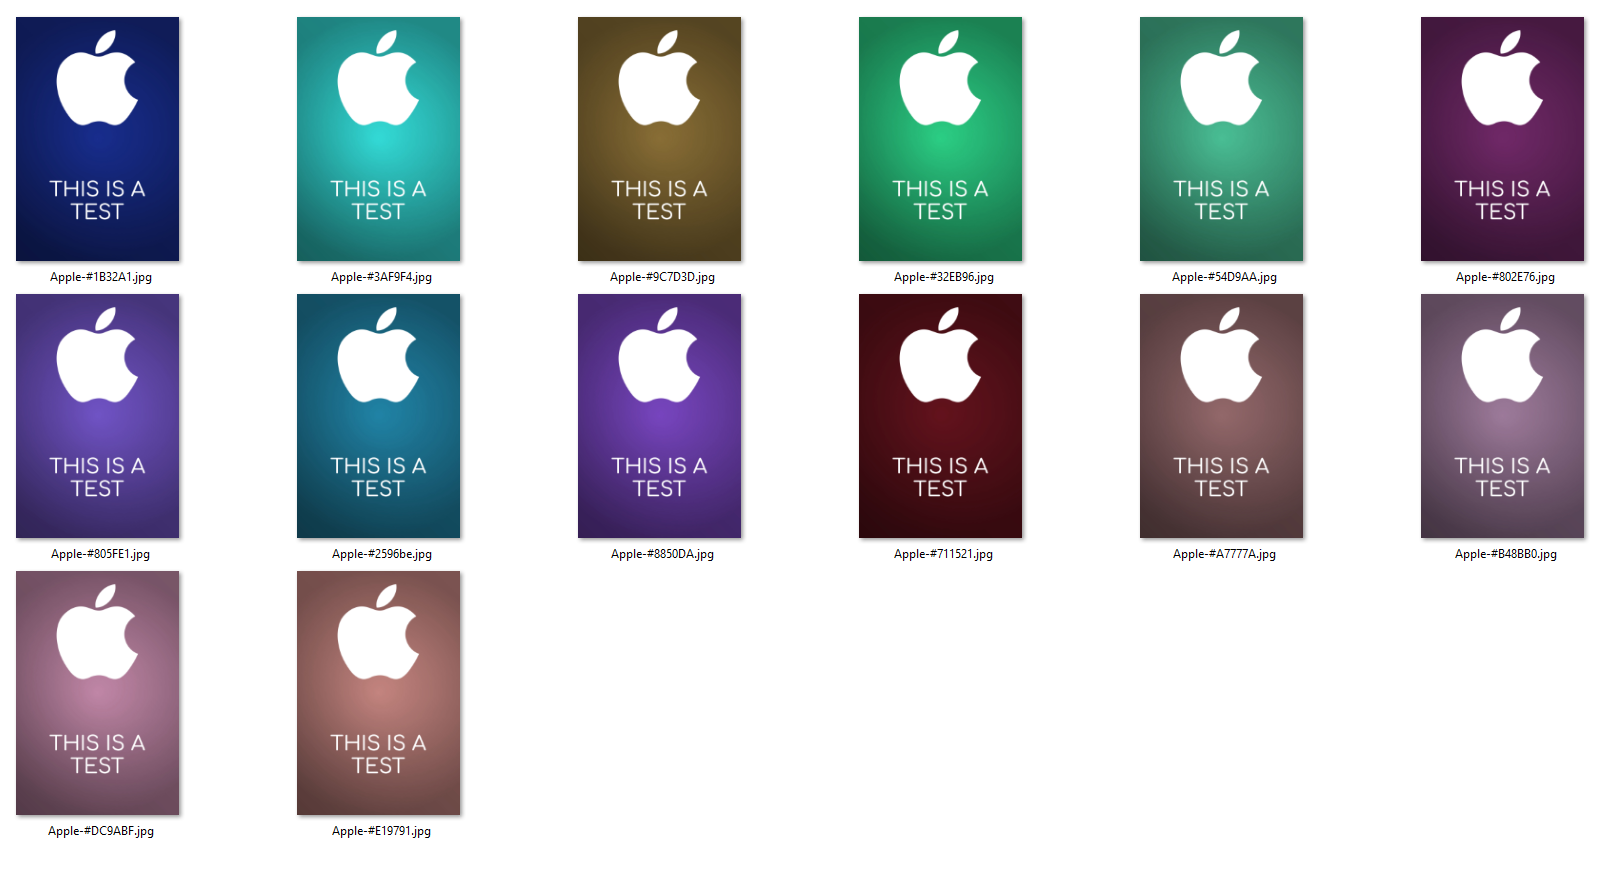 THIS IS A
TEST
Apple-#1B32A1.jpg
THIS IS A
TEST
Apple-#3AF9F4.jpg
THIS IS A
TEST
Apple-#9C7D3D.jpg
THIS IS A
TEST
Apple-#32EB96.jpg
THIS IS A
TEST
Apple-#54D9AA.jpg
THIS IS A
TEST
Apple-#802E76.jpg
THIS IS A
TEST
Apple-#805FE1.jpg
THIS IS A
TEST
Apple-#2596be.jpg
THIS IS A
TEST
Apple-#8850DA.jpg
THIS IS A
TEST
Apple-#711521.jpg
THIS IS A
TEST
Apple-#A7777A.jpg
THIS IS A
TEST
Apple-#B48BB0.jpg
THIS IS A
TEST
Apple-#DC9ABF.jpg
THIS IS A
TEST
Apple-#E19791.jpg